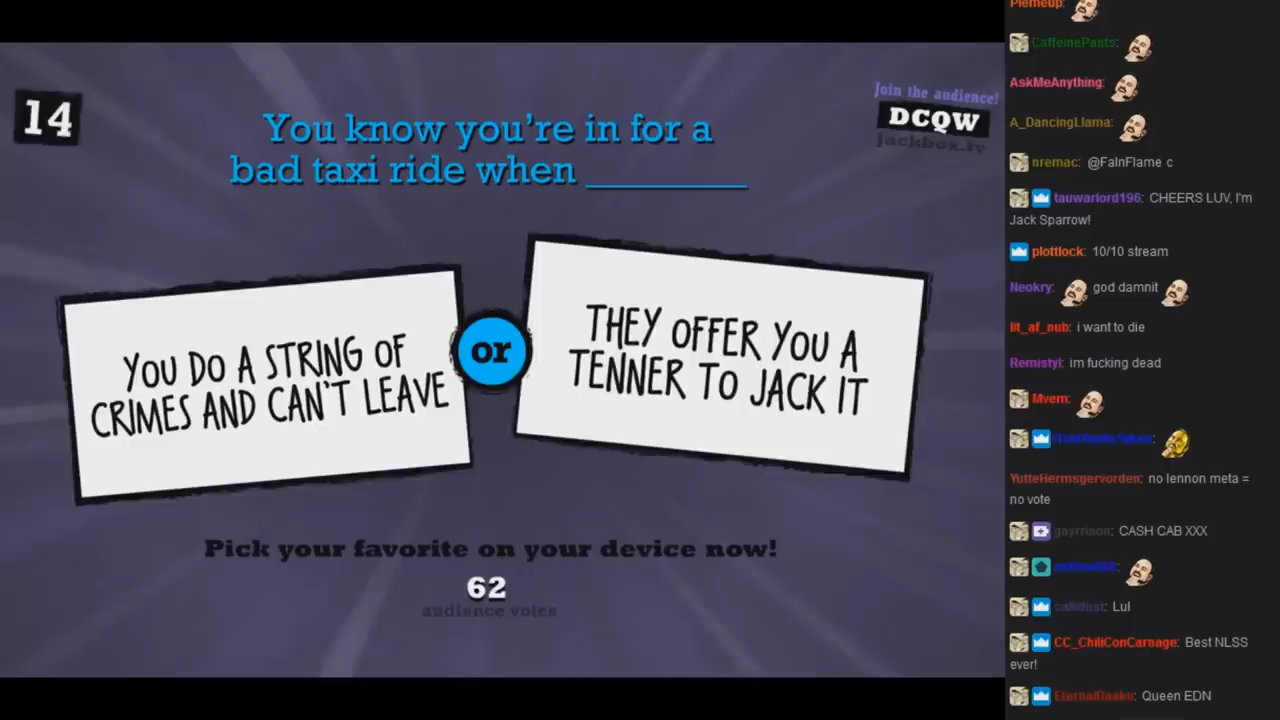 14
Join the audience!
DCQW
jackbox.tv
You know you're in for a
bad taxi ride when ________
YOU DO A STRING OF
CRIMES AND CAN'T LEAVE
or
THEY OFFER YOU A
TENNER TO JACK IT
Pick your favorite on your device now!
62
audience votes
Plemeup:
CaffeinePants:
AskMeAnything:
A_DancingLlama:
nremac: @FalnFlame c
tauwarlord196: CHEERS LUV, I'm
Jack Sparrow!
plottlock: 10/10 stream
Neokry: god damnit
lit_af_nub: i want to die
Remistyl: im fucking dead
Mvem:
YutteHermsgervorden: no lennon meta =
no vote
gayrrison: CASH CAB XXX
Lul
CC_ChiliConCarnage: Best NLSS
ever!
Queen EDN